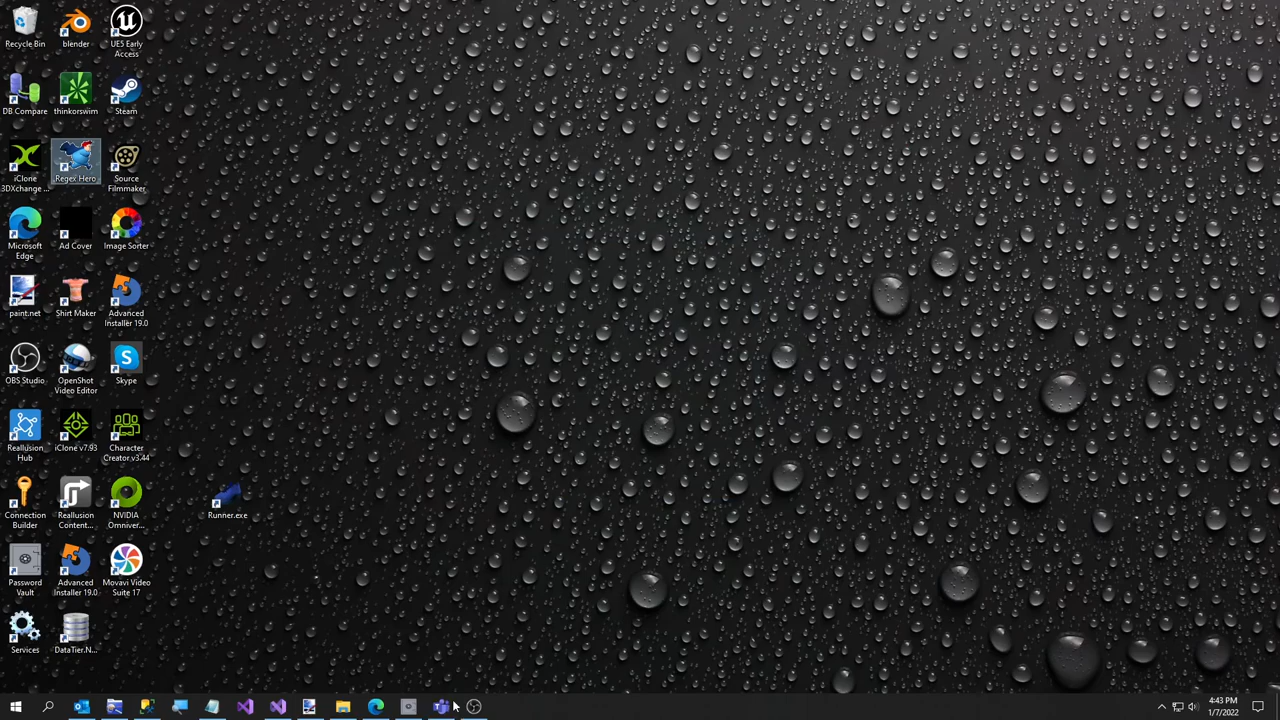 Recycle Bin
blender
UE5 Early
Access
DB Compare
thinkorswim
Steam
iClone
3DXchange ...
Regex Hero
Source
Filmmaker
Microsoft
Edge
Ad Cover
Image Sorter
paint.net
Shirt Maker
Advanced
Installer 19.0
OBS Studio
OpenShot
Video Editor
Skype
Reallusion
Hub
iClone v7.93
Character
Creator v3.44
Connection
Builder
Reallusion
Content...
NVIDIA
Omniver...
Runner.exe
Password
Vault
Advanced
Installer 19.0
Movavi Video
Suite 17
Services
DataTier.N...
4:43 PM
1/7/2022